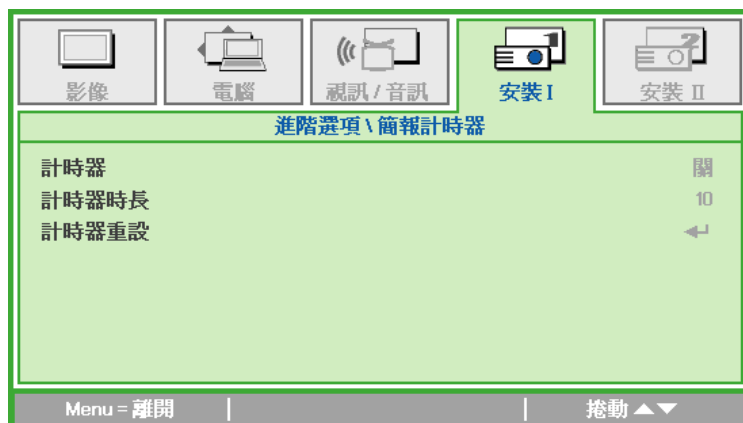 影像
電腦
視訊 / 音訊
安裝 I
安裝 II
進階選項 \ 簡報計時器
計時器 關
計時器時長 10
計時器重設
Menu = 離開 捲動